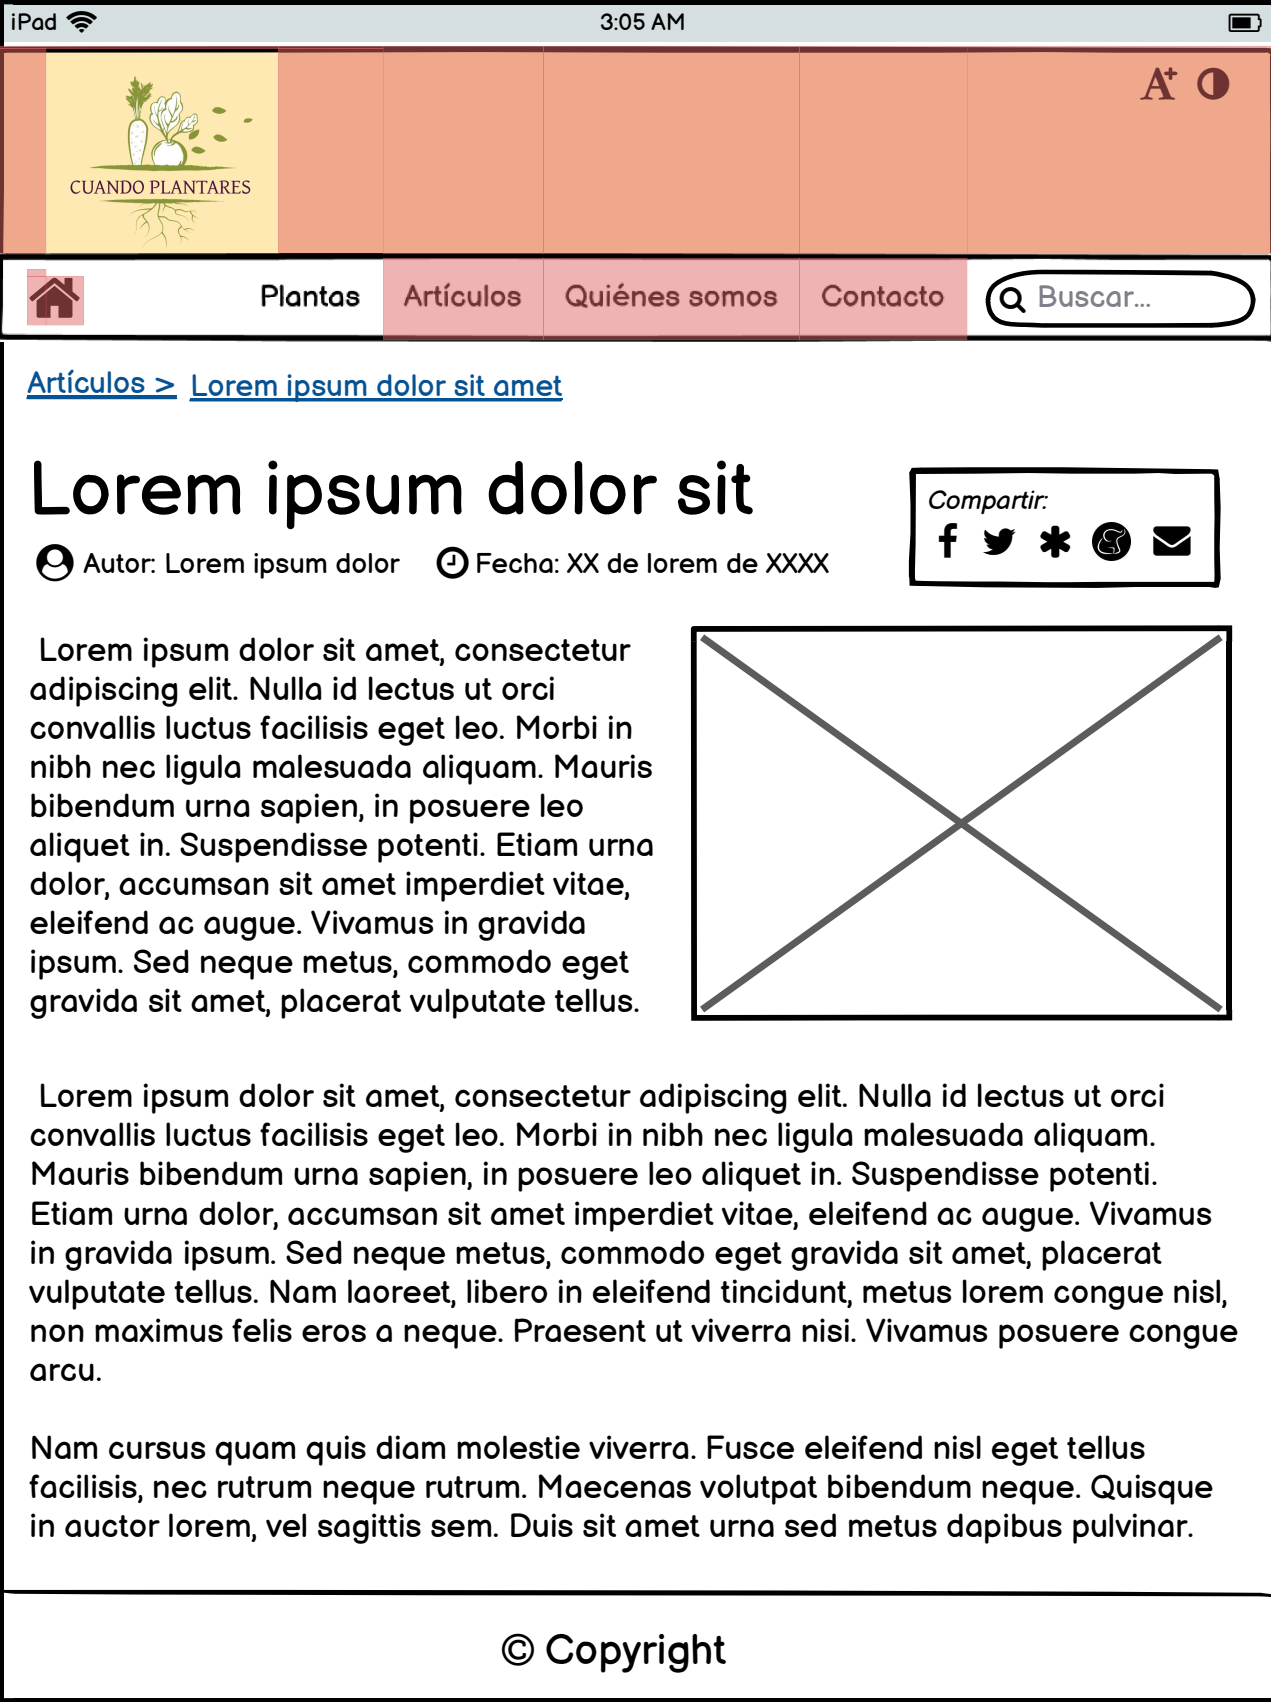 iPad 3:05 AM
A+
CUANDO PLANTARES
Plantas Artículos Quiénes somos Contacto Buscar...
Artículos > Lorem ipsum dolor sit amet
Lorem ipsum dolor sit
Compartir:
Autor: Lorem ipsum dolor Fecha: XX de lorem de XXXX
Lorem ipsum dolor sit amet, consectetur
adipiscing elit. Nulla id lectus ut orci
convallis luctus facilisis eget leo. Morbi in
nibh nec ligula malesuada aliquam. Mauris
bibendum urna sapien, in posuere leo
aliquet in. Suspendisse potenti. Etiam urna
dolor, accumsan sit amet imperdiet vitae,
eleifend ac augue. Vivamus in gravida
ipsum. Sed neque metus, commodo eget
gravida sit amet, placerat vulputate tellus.
Lorem ipsum dolor sit amet, consectetur adipiscing elit. Nulla id lectus ut orci
convallis luctus facilisis eget leo. Morbi in nibh nec ligula malesuada aliquam.
Mauris bibendum urna sapien, in posuere leo aliquet in. Suspendisse potenti.
Etiam urna dolor, accumsan sit amet imperdiet vitae, eleifend ac augue. Vivamus
in gravida ipsum. Sed neque metus, commodo eget gravida sit amet, placerat
vulputate tellus. Nam laoreet, libero in eleifend tincidunt, metus lorem congue nisl,
non maximus felis eros a neque. Praesent ut viverra nisi. Vivamus posuere congue
arcu.
Nam cursus quam quis diam molestie viverra. Fusce eleifend nisl eget tellus
facilisis, nec rutrum neque rutrum. Maecenas volutpat bibendum neque. Quisque
in auctor lorem, vel sagittis sem. Duis sit amet urna sed metus dapibus pulvinar.
© Copyright